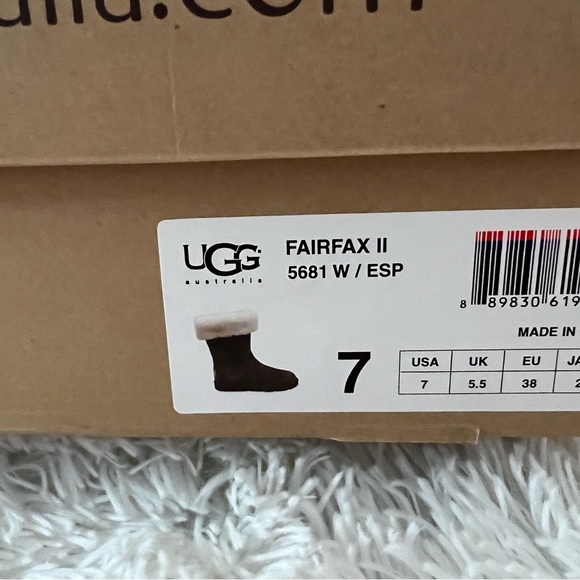 UGG
australia
FAIRFAX II
5681 W / ESP
8 89830 619
MADE IN
7
USA UK EU
7 5.5 38